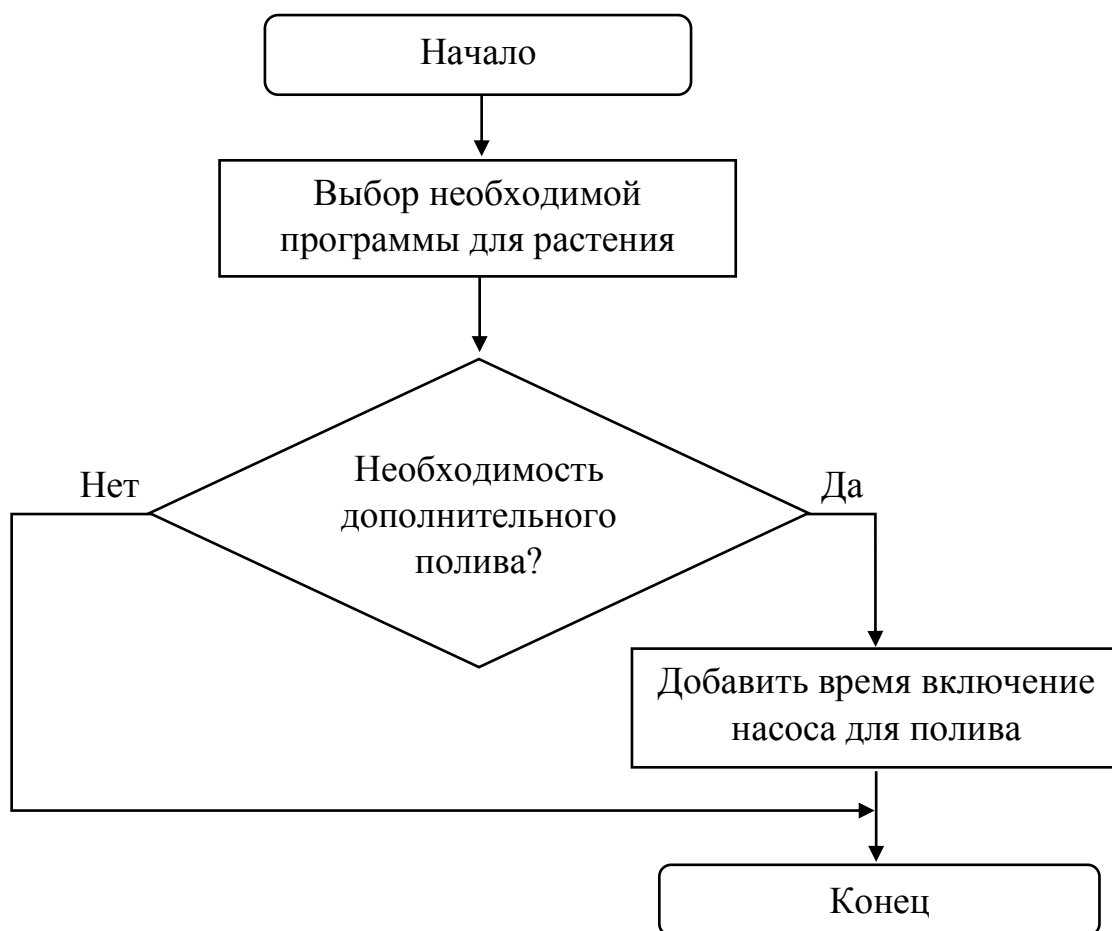 Начало
Выбор необходимой
программы для растения
Необходимость
дополнительного
полива?
Нет
Да
Добавить время включение
насоса для полива
Конец